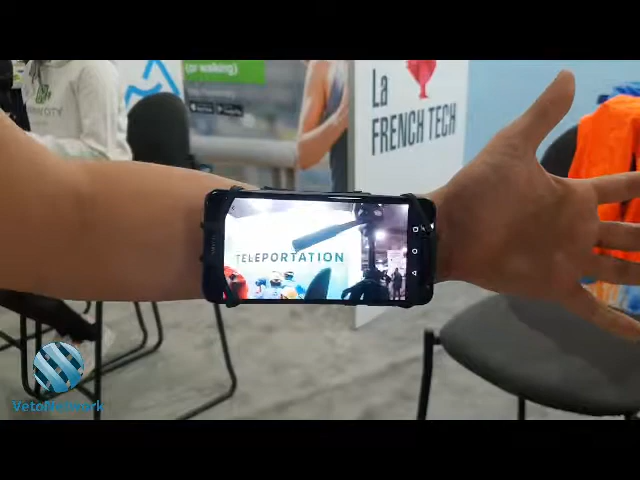 (or walking)
La
FRENCH TECH
TELEPORTATION
VetoNetwork